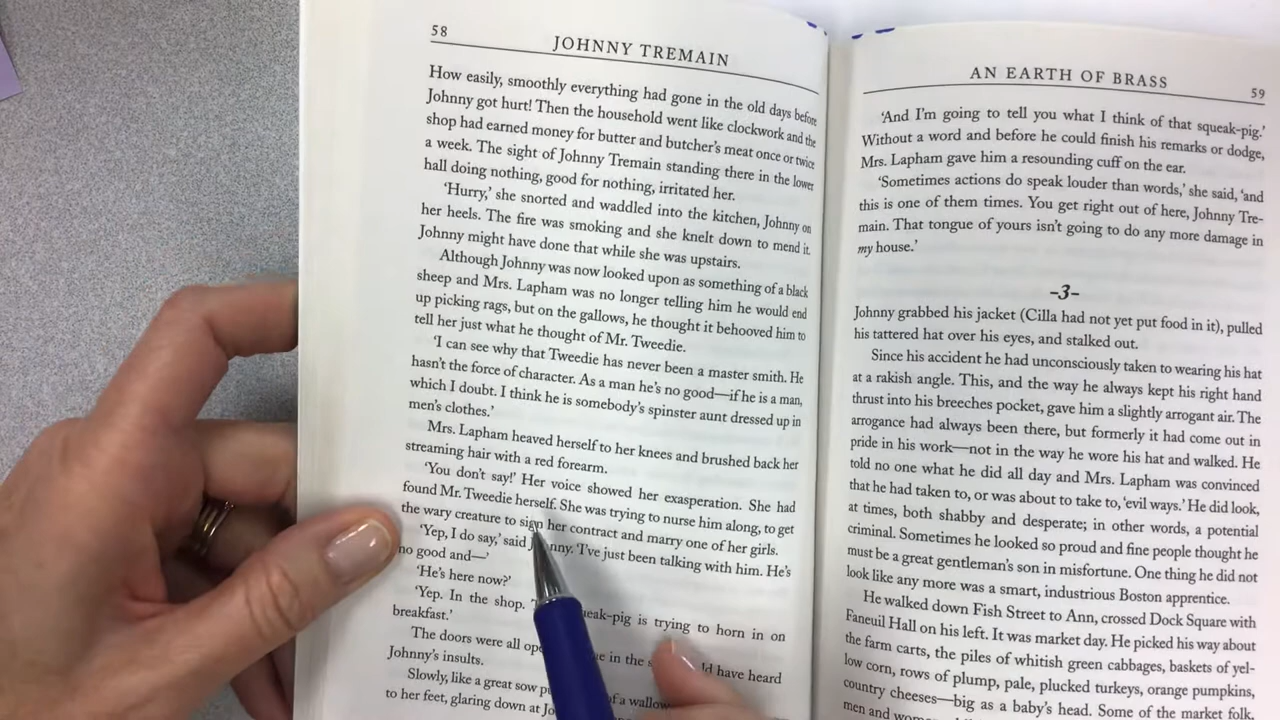 58
JOHNNY TREMAIN
How easily, smoothly everything had gone in the old days before
Johnny got hurt! Then the household went like clockwork and the
shop had earned money for butter and butcher's meat once or twice
a week. The sight of Johnny Tremain standing there in the lower
hall doing nothing, good for nothing, irritated her.
'Hurry,' she snorted and waddled into the kitchen, Johnny on
her heels. The fire was smoking and she knelt down to mend it.
Johnny might have done that while she was upstairs.
Although Johnny was now looked upon as something of a black
sheep and Mrs. Lapham was no longer telling him he would end
up picking rags, but on the gallows, he thought it behooved him to
tell her just what he thought of Mr. Tweedie.
'I can see why that Tweedie has never been a master smith. He
hasn't the force of character. As a man he's no good—if he is a man,
which I doubt. I think he is somebody's spinster aunt dressed up in
men's clothes.'
Mrs. Lapham heaved herself to her knees and brushed back her
streaming hair with a red forearm.
'You don't say!' Her voice showed her exasperation. She had
found Mr. Tweedie herself. She was trying to nurse him along, to get
the wary creature to sign her contract and marry one of her girls.
'Yep, I do say,' said Johnny. 'I've just been talking with him. He's
no good and—'
'He's here now?'
'Yep. In the shop. squeak-pig is trying to horn in on
breakfast.'
The doors were all in the have heard
Johnny's insults.
Slowly, like a great sow of a
to her feet, glaring down at
AN EARTH OF BRASS
59
'And I'm going to tell you what I think of that squeak-pig.'
Without a word and before he could finish his remarks or dodge,
Mrs. Lapham gave him a resounding cuff on the ear.
'Sometimes actions do speak louder than words,' she said, 'and
this is one of them times. You get right out of here, Johnny Tre-
main. That tongue of yours isn't going to do any more damage in
my house.'
-3-
Johnny grabbed his jacket (Cilla had not yet put food in it), pulled
his tattered hat over his eyes, and stalked out.
Since his accident he had unconsciously taken to wearing his hat
at a rakish angle. This, and the way he always kept his right hand
thrust into his breeches pocket, gave him a slightly arrogant air. The
arrogance had always been there, but formerly it had come out in
pride in his work—not in the way he wore his hat and walked. He
told no one what he did all day and Mrs. Lapham was convinced
that he had taken to, or was about to take to, 'evil ways.' He did look,
at times, both shabby and desperate; in other words, a potential
criminal. Sometimes he looked so proud and fine people thought he
must be a great gentleman's son in misfortune. One thing he did not
look like any more was a smart, industrious Boston apprentice.
He walked down Fish Street to Ann, crossed Dock Square with
Faneuil Hall on his left. It was market day. He picked his way about
the farm carts, the piles of whitish green cabbages, baskets of yel-
low corn, rows of plump, pale, plucked turkeys, orange pumpkins,
country cheeses—big as a baby's head. Some of the market folk,
men and